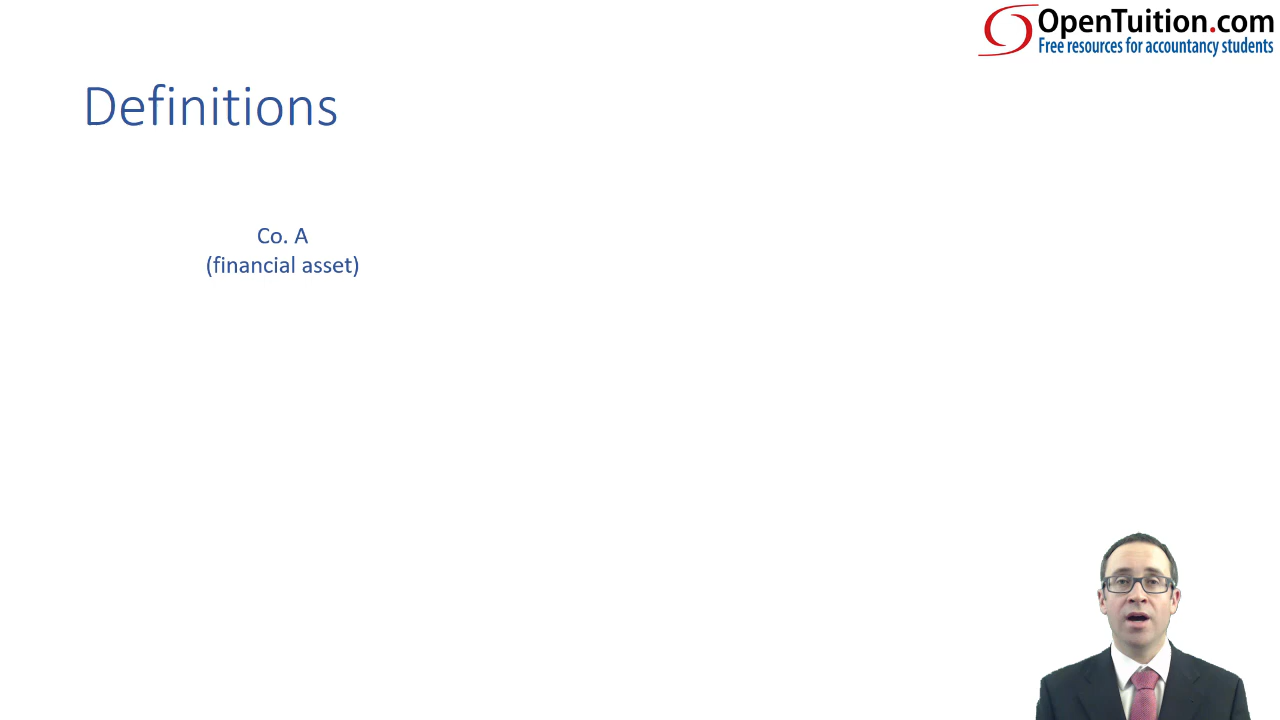 OpenTuition.com
Free resources for accountancy students
Definitions
Co. A
(financial asset)